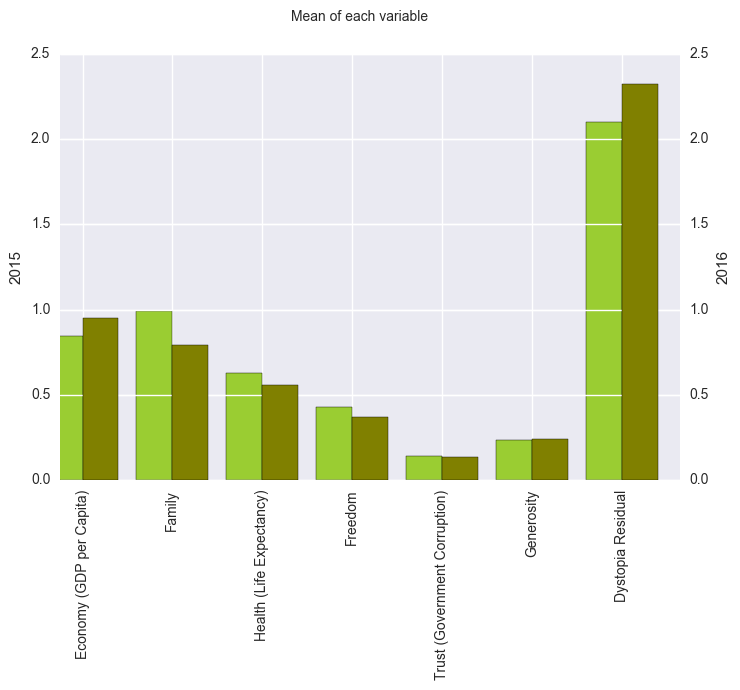 Mean of each variable
2.5
2.0
1.5
1.0
0.5
0.0
2015
2.5
2.0
1.5
1.0
0.5
0.0
2016
Economy (GDP per Capita)
Family
Health (Life Expectancy)
Freedom
Trust (Government Corruption)
Generosity
Dystopia Residual